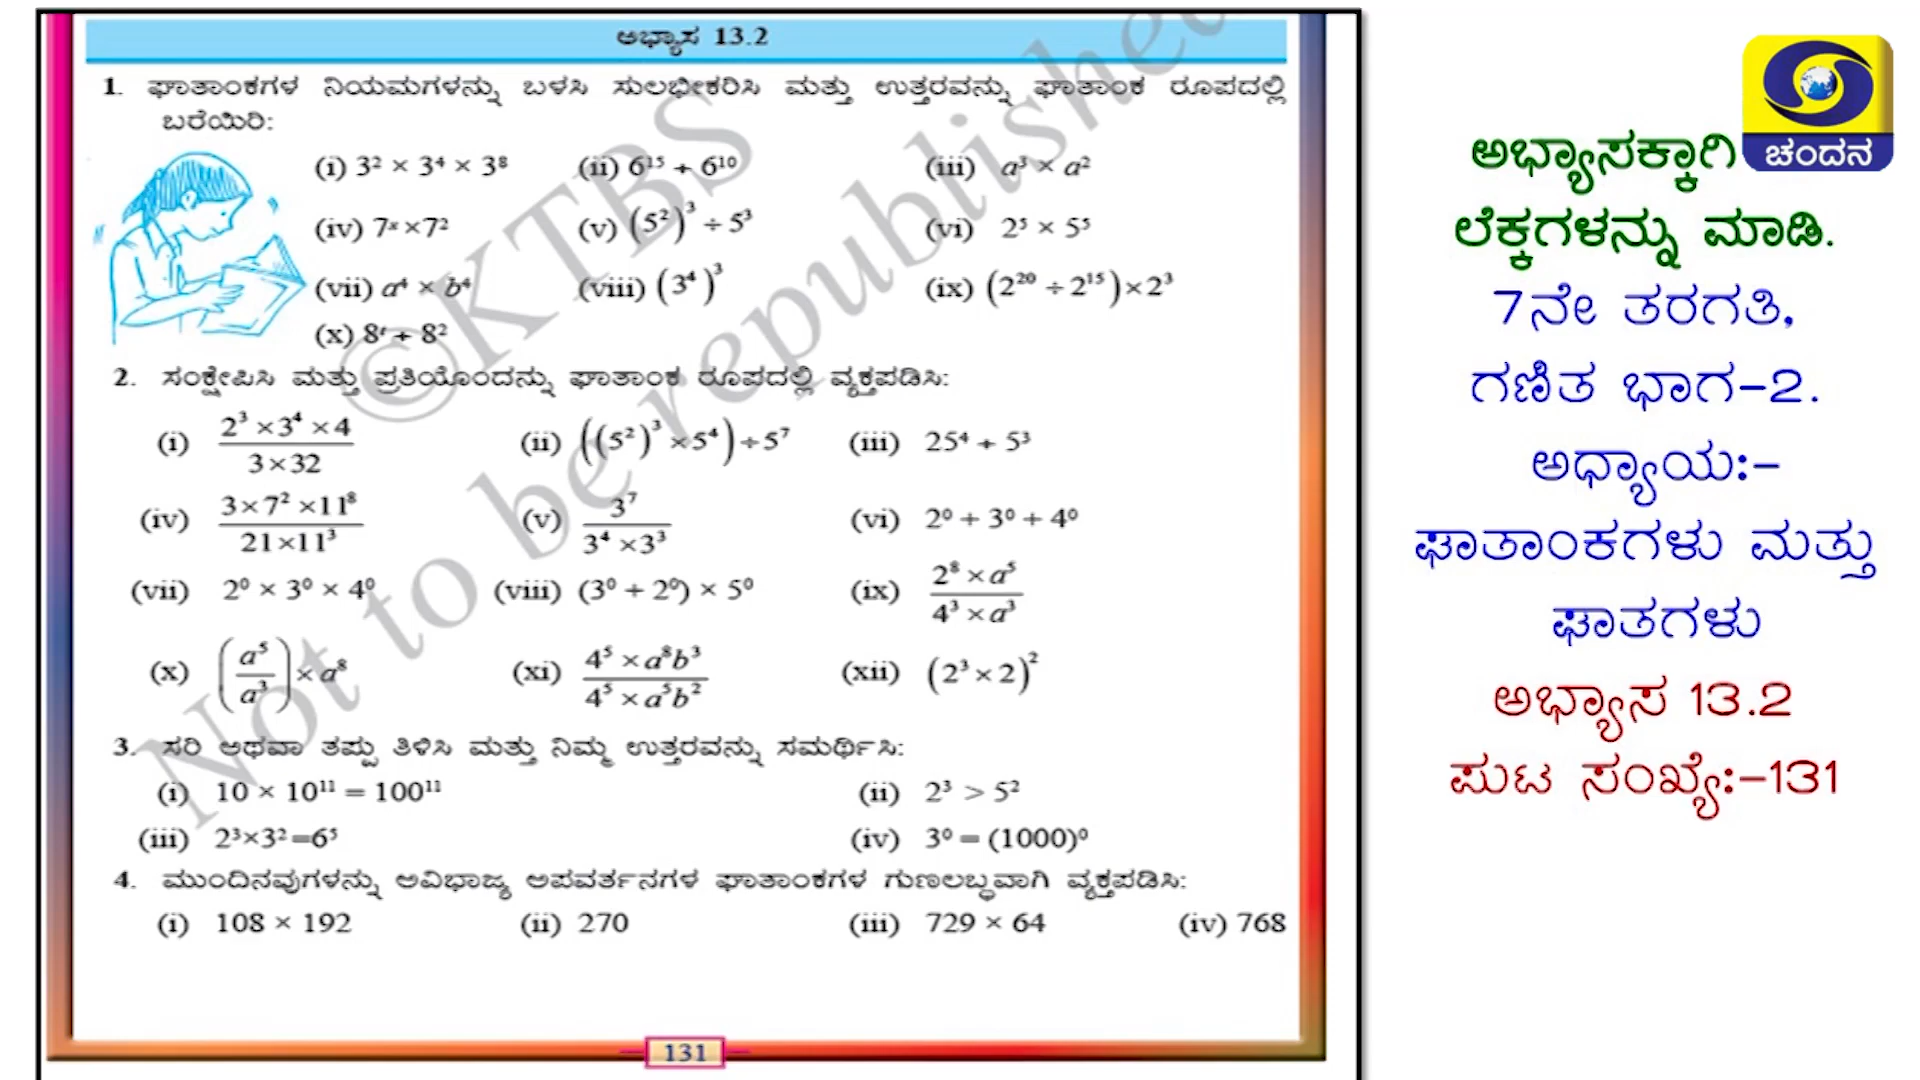 ಅಭ್ಯಾಸ 13.2
1. ಘಾತಾಂಕಗಳ ನಿಯಮಗಳನ್ನು ಬಳಸಿ ಸುಲಭೀಕರಿಸಿ ಮತ್ತು ಉತ್ತರವನ್ನು ಘಾತಾಂಕ ರೂಪದಲ್ಲಿ
ಬರೆಯಿರಿ:
(i) 3² × 3⁴ × 3⁸ (ii) 6¹⁵ ÷ 6¹⁰ (iii) a³ × a²
(iv) 7ˣ ×7² (v) (5²)³ ÷ 5³ (vi) 2⁵ × 5⁵
(vii) a⁴ × b⁴ (viii) (3⁴)³ (ix) (2²⁰ ÷ 2¹⁵) × 2³
(x) 8ᵗ ÷ 8²
2. ಸಂಕ್ಷೇಪಿಸಿ ಮತ್ತು ಪ್ರತಿಯೊಂದನ್ನು ಘಾತಾಂಕ ರೂಪದಲ್ಲಿ ವ್ಯಕ್ತಪಡಿಸಿ:
(i) (2³ × 3⁴ × 4)/(3 × 32) (ii) ((5²)³ × 5⁴) ÷ 5⁷ (iii) 25⁴ ÷ 5³
(iv) (3 × 7² × 11⁸)/(21 × 11³) (v) 3⁷/(3⁴ × 3³) (vi) 2⁰ + 3⁰ + 4⁰
(vii) 2⁰ × 3⁰ × 4⁰ (viii) (3⁰ + 2⁰) × 5⁰ (ix) (2⁸ × a⁵)/(4³ × a³)
(x) (a⁵/a³) × a⁸ (xi) (4⁵ × a⁸b³)/(4⁵ × a⁵b²) (xii) (2³ × 2)²
3. ಸರಿ ಅಥವಾ ತಪ್ಪು ತಿಳಿಸಿ ಮತ್ತು ನಿಮ್ಮ ಉತ್ತರವನ್ನು ಸಮರ್ಥಿಸಿ:
(i) 10 × 10¹¹ = 100¹¹ (ii) 2³ > 5²
(iii) 2³×3²=6⁵ (iv) 3⁰ = (1000)⁰
4. ಮುಂದಿನವುಗಳನ್ನು ಅವಿಭಾಜ್ಯ ಅಪವರ್ತನಗಳ ಘಾತಾಂಕಗಳ ಗುಣಲಬ್ಧವಾಗಿ ವ್ಯಕ್ತಪಡಿಸಿ:
(i) 108 × 192 (ii) 270 (iii) 729 × 64 (iv) 768
131
©KTBS
Not to be republished
ಚಂದನ
ಅಭ್ಯಾಸಕ್ಕಾಗಿ
ಲೆಕ್ಕಗಳನ್ನು ಮಾಡಿ.
7ನೇ ತರಗತಿ,
ಗಣಿತ ಭಾಗ-2.
ಅಧ್ಯಾಯ:-
ಘಾತಾಂಕಗಳು ಮತ್ತು
ಘಾತಗಳು
ಅಭ್ಯಾಸ 13.2
ಪುಟ ಸಂಖ್ಯೆ:-131